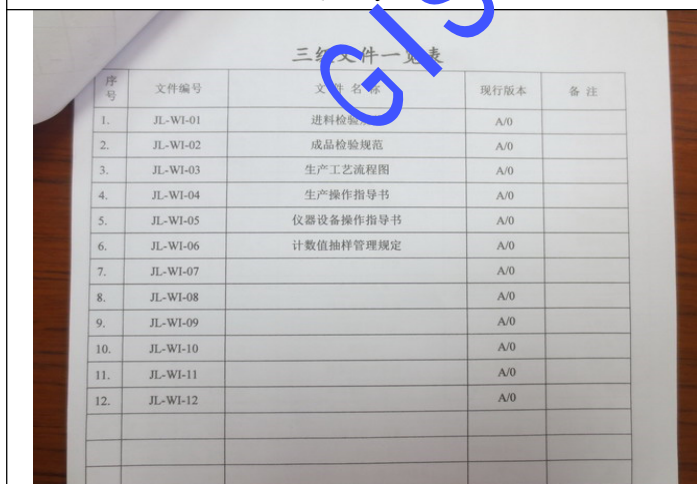 三级文件一览表
序号 文件编号 文件名称 现行版本 备注
1. JL-WI-01 进料检验 A/0
2. JL-WI-02 成品检验规范 A/0
3. JL-WI-03 生产工艺流程图 A/0
4. JL-WI-04 生产操作指导书 A/0
5. JL-WI-05 仪器设备操作指导书 A/0
6. JL-WI-06 计数值抽样管理规定 A/0
7. JL-WI-07 A/0
8. JL-WI-08 A/0
9. JL-WI-09 A/0
10. JL-WI-10 A/0
11. JL-WI-11 A/0
12. JL-WI-12 A/0
GIS